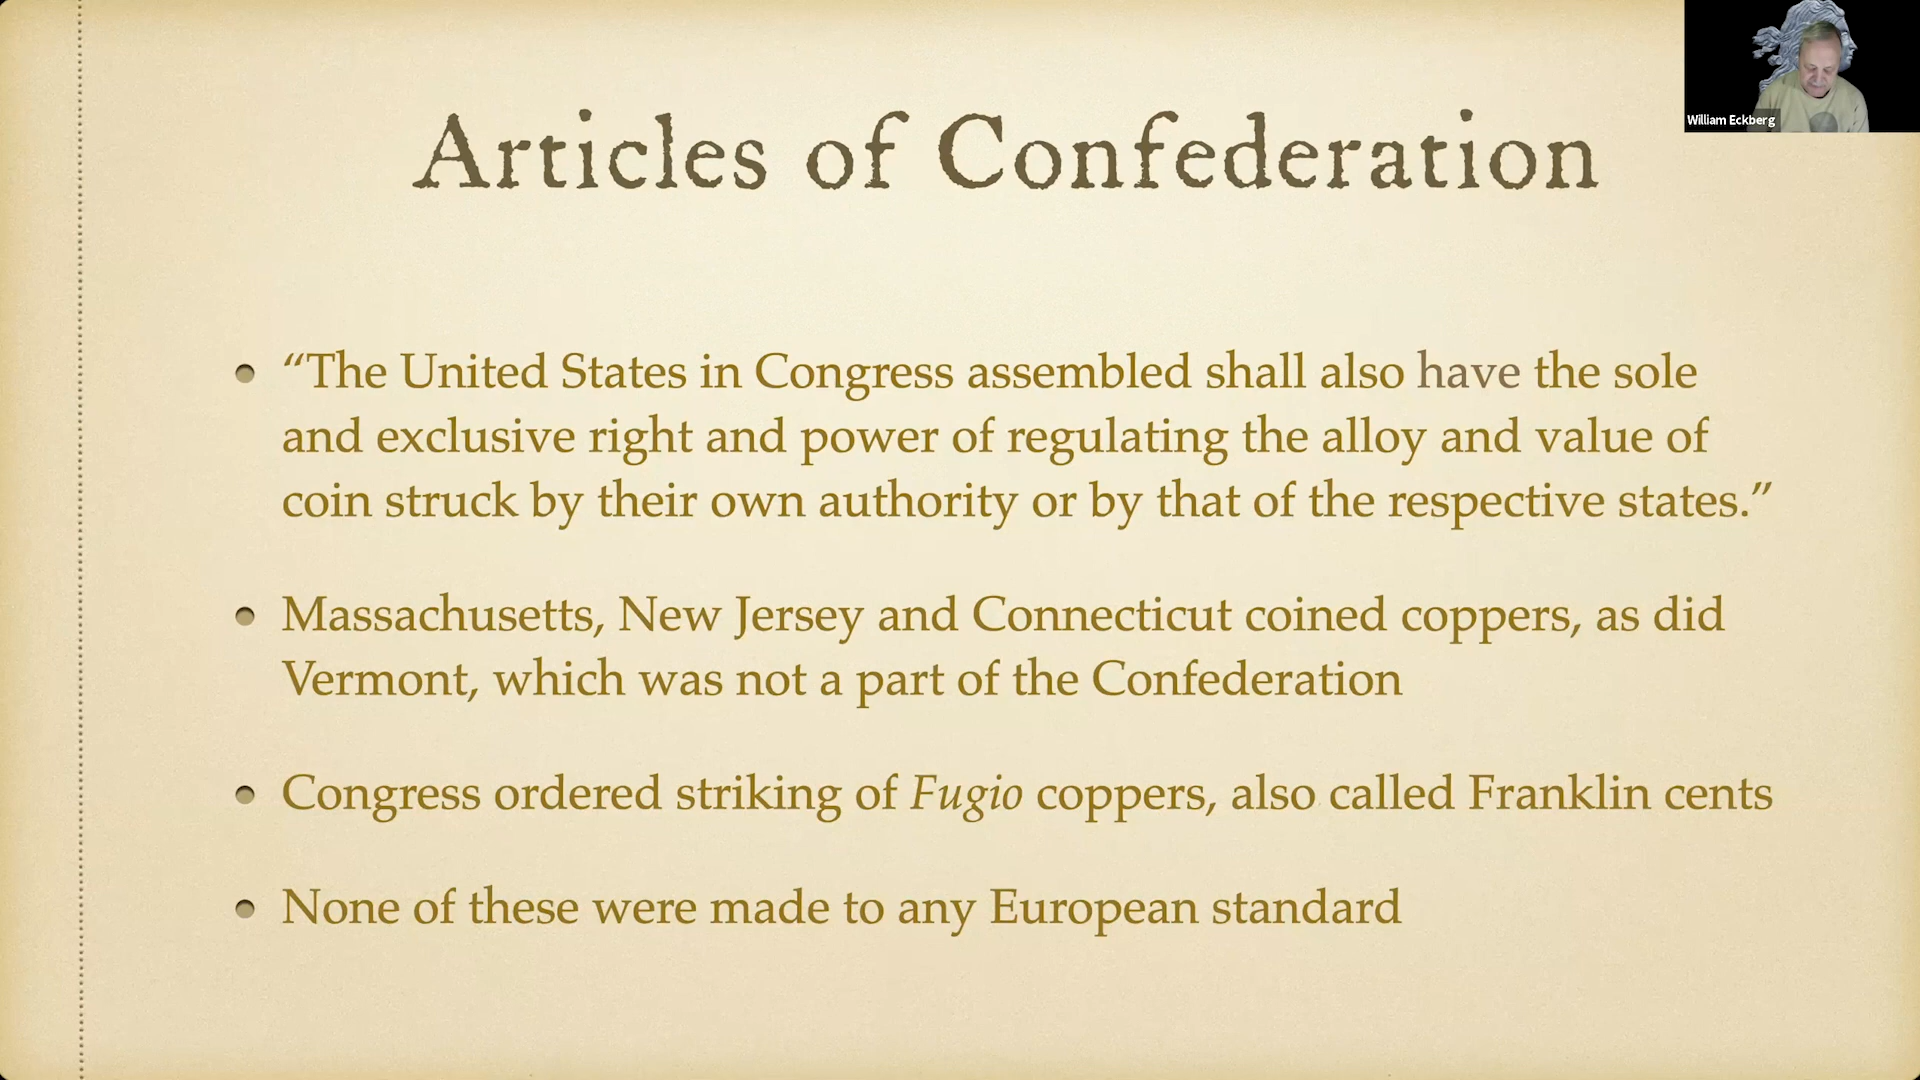 William Eckberg
Articles of Confederation
• “The United States in Congress assembled shall also have the sole
and exclusive right and power of regulating the alloy and value of
coin struck by their own authority or by that of the respective states.”
• Massachusetts, New Jersey and Connecticut coined coppers, as did
Vermont, which was not a part of the Confederation
• Congress ordered striking of Fugio coppers, also called Franklin cents
• None of these were made to any European standard